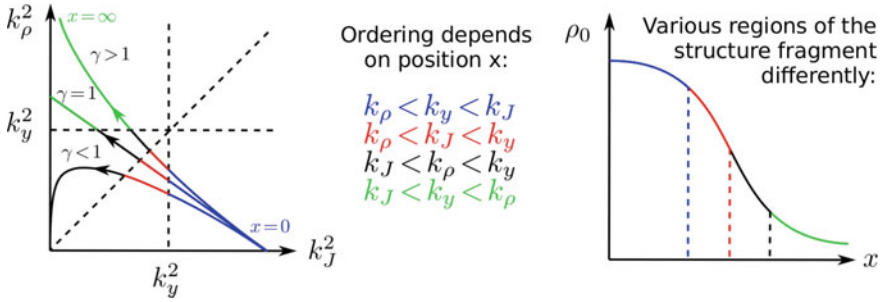 k_ρ^2
x=∞
γ>1
γ=1
k_y^2
γ<1
x=0
k_y^2
k_J^2
Ordering depends
on position x:
k_ρ < k_y < k_J
k_ρ < k_J < k_y
k_J < k_ρ < k_y
k_J < k_y < k_ρ
ρ_0
Various regions of the
structure fragment
differently:
x